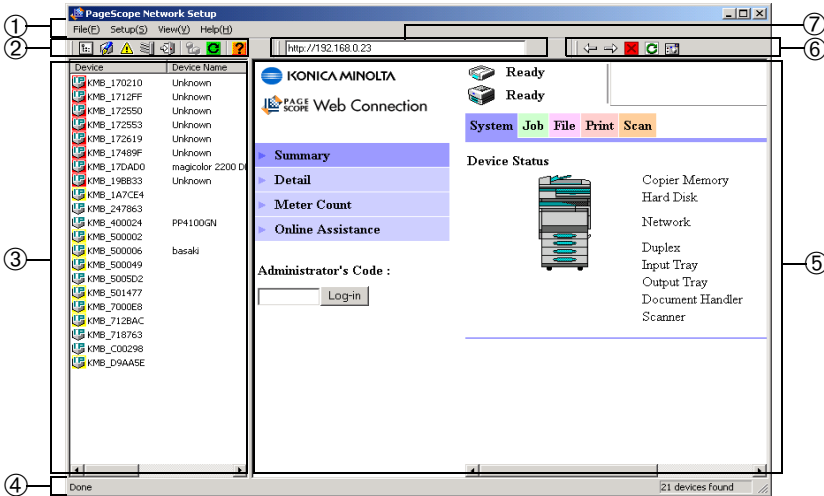 PageScope Network Setup
File(F) Setup(S) View(V) Help(H)
① ② ③ ④ ⑤ ⑥ ⑦
http://192.168.0.23
Device Device Name
KMB_170210 Unknown
KMB_1712FF Unknown
KMB_172550 Unknown
KMB_172553 Unknown
KMB_172619 Unknown
KMB_17489F Unknown
KMB_17DAD0 magicolor 2200 D
KMB_19BB33 Unknown
KMB_1A7CE4
KMB_247863
KMB_400024 PP4100GN
KMB_500002
KMB_500006 basaki
KMB_500049
KMB_5005D2
KMB_501477
KMB_7000E8
KMB_712BAC
KMB_718763
KMB_C00298
KMB_D9AA5E
KONICA MINOLTA
PAGE SCOPE Web Connection
Summary
Detail
Meter Count
Online Assistance
Administrator's Code :
Log-in
Ready
Ready
System Job File Print Scan
Device Status
Copier Memory
Hard Disk
Network
Duplex
Input Tray
Output Tray
Document Handler
Scanner
Done
21 devices found